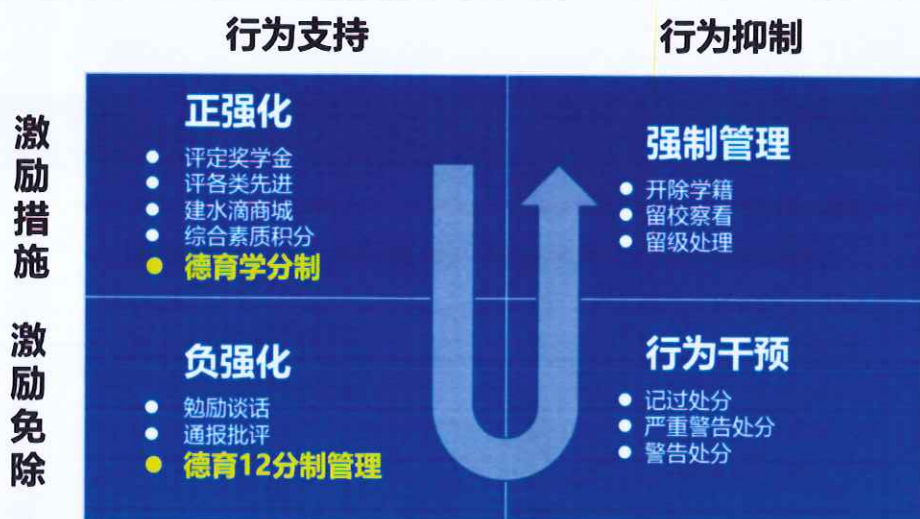 行为支持
行为抑制
激励措施
激励免除
正强化
评定奖学金
评各类先进
建水滴商城
综合素质积分
德育学分制
强制管理
开除学籍
留校察看
留级处理
负强化
勉励谈话
通报批评
德育12分制管理
行为干预
记过处分
严重警告处分
警告处分